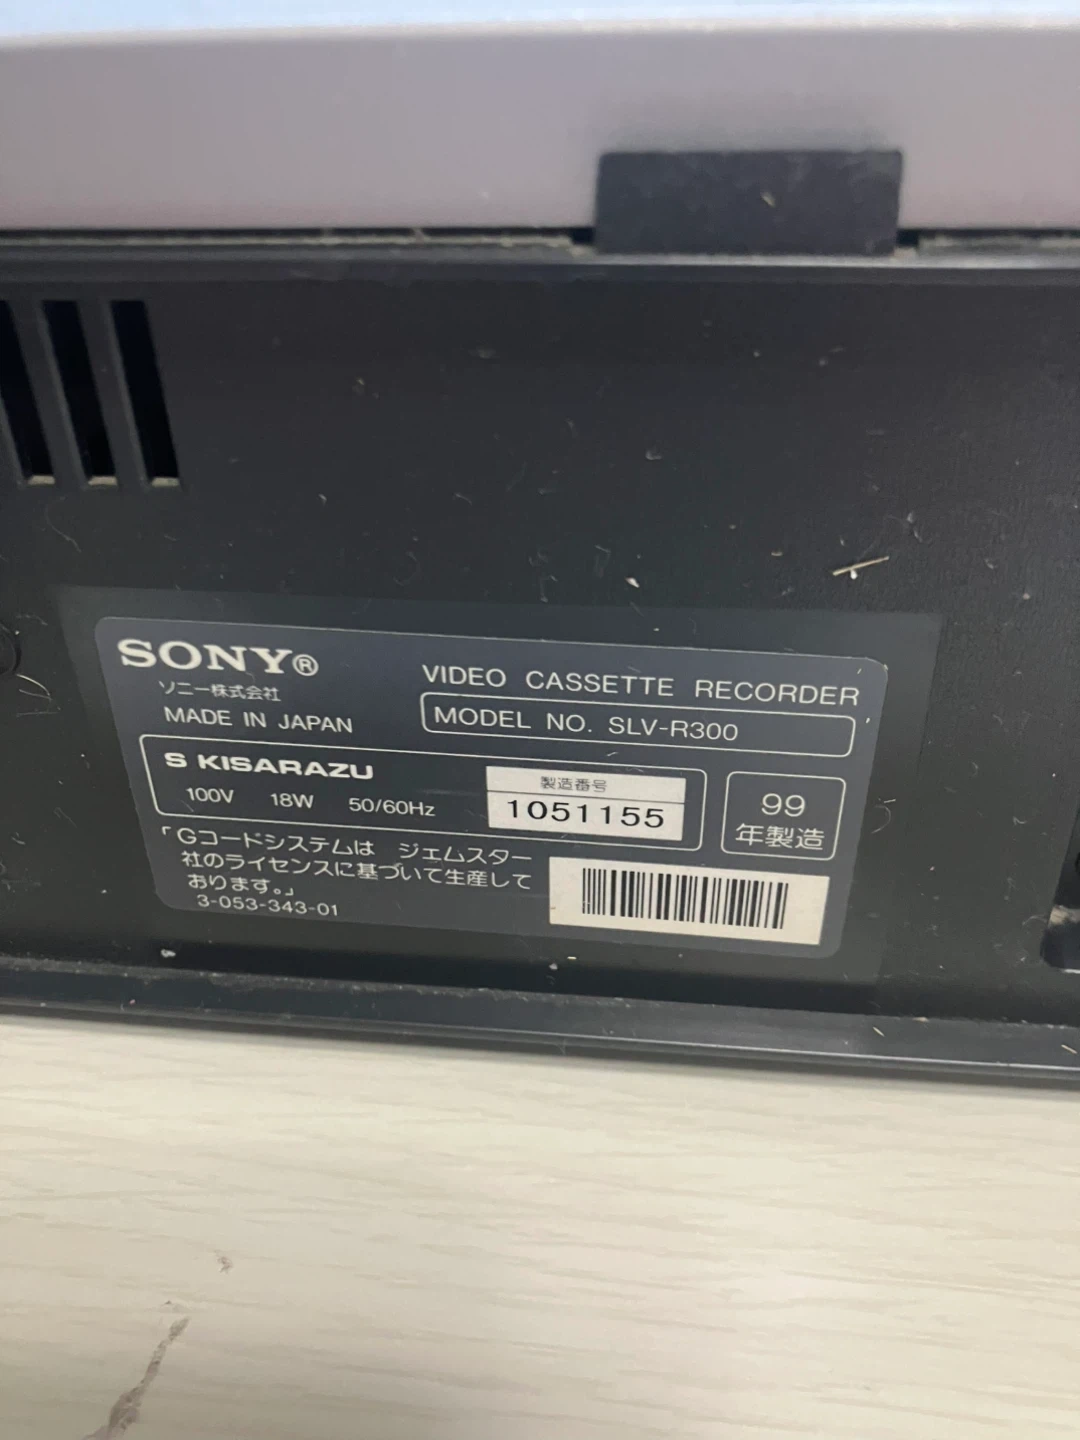 SONY®
ソニー株式会社
MADE IN JAPAN
VIDEO CASSETTE RECORDER
MODEL NO. SLV-R300
S KISARAZU
100V 18W 50/60Hz
製造番号
1051155
99
年製造
「Gコードシステムは ジェムスター
社のライセンスに基づいて生産して
おります。」
3-053-343-01